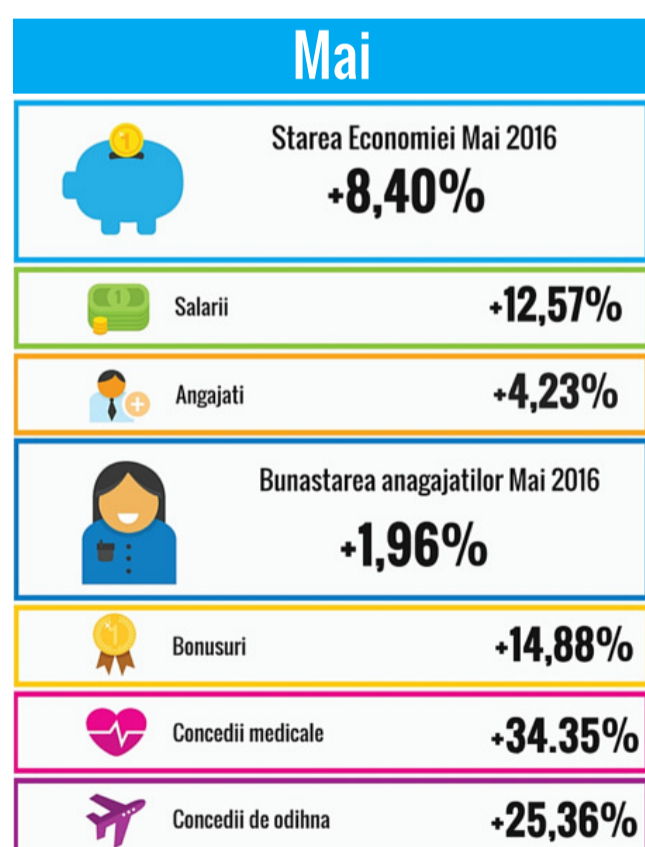 Mai
Starea Economiei Mai 2016
+8,40%
Salarii +12,57%
Angajati +4,23%
Bunastarea anagajatilor Mai 2016
+1,96%
Bonusuri +14,88%
Concedii medicale +34.35%
Concedii de odihna +25,36%